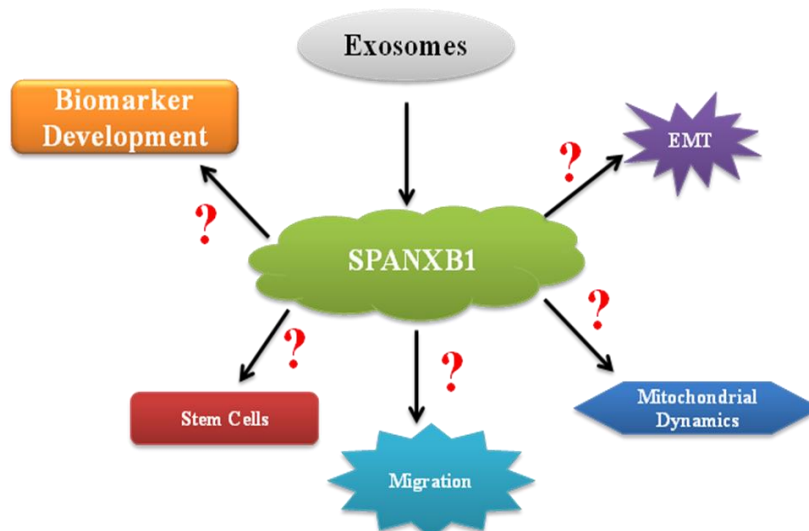 Exosomes
Biomarker
Development
?
EMT
?
SPANXB1
?
Stem Cells
?
Migration
?
Mitochondrial
Dynamics